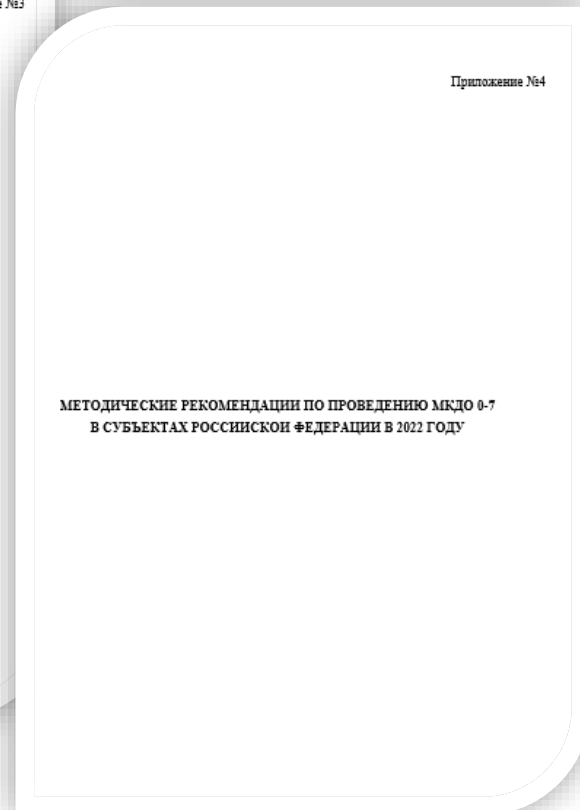 №3
Приложение №4
МЕТОДИЧЕСКИЕ РЕКОМЕНДАЦИИ ПО ПРОВЕДЕНИЮ МКДО 0-7
В СУБЪЕКТАХ РОССИЙСКОЙ ФЕДЕРАЦИИ В 2022 ГОДУ